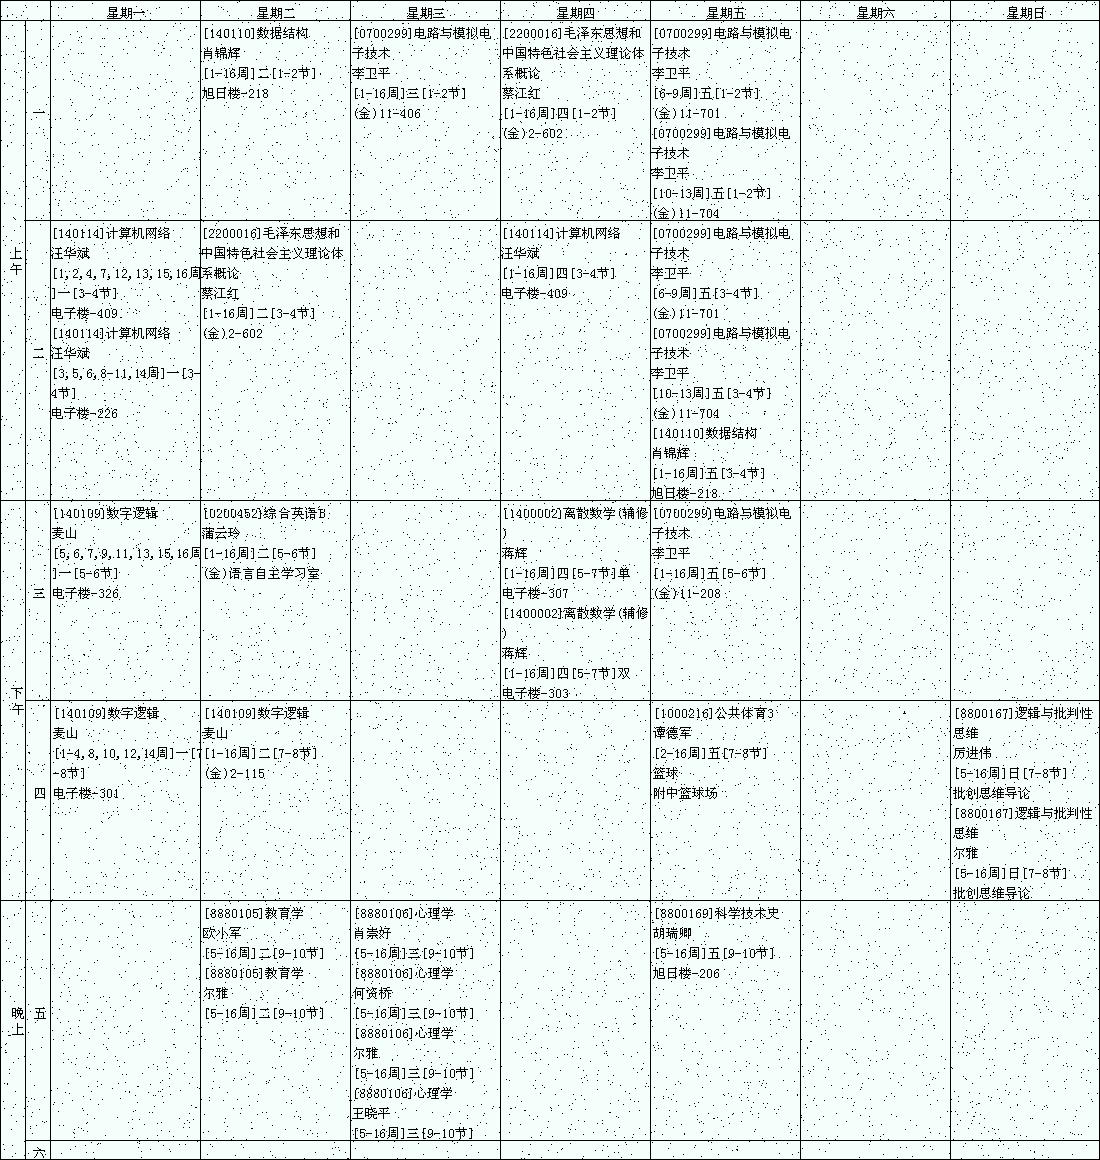 星期一
星期二
星期三
星期四
星期五
星期六
星期日
上午
一
[140110]数据结构
肖锦辉
[1-16周]二[1-2节]
旭日楼-218
[0700299]电路与模拟电
子技术
李卫平
[1-16周]三[1-2节]
(金)11-406
[2200016]毛泽东思想和
中国特色社会主义理论体
系概论
蔡江红
[1-16周]四[1-2节]
(金)2-602
[0700299]电路与模拟电
子技术
李卫平
[6-9周]五[1-2节]
(金)11-701
[0700299]电路与模拟电
子技术
李卫平
[10-13周]五[1-2节]
(金)11-704
二
[140114]计算机网络
汪华斌
[1,2,4,7,12,13,15,16周
]一[3-4节]
电子楼-409
[140114]计算机网络
汪华斌
[3,5,6,8-11,14周]一[3-
4节]
电子楼-226
[2200016]毛泽东思想和
中国特色社会主义理论体
系概论
蔡江红
[1-16周]二[3-4节]
(金)2-602
[140114]计算机网络
汪华斌
[1-16周]四[3-4节]
电子楼-409
[0700299]电路与模拟电
子技术
李卫平
[6-9周]五[3-4节]
(金)11-701
[0700299]电路与模拟电
子技术
李卫平
[10-13周]五[3-4节]
(金)11-704
[140110]数据结构
肖锦辉
[1-16周]五[3-4节]
旭日楼-218
下午
三
[140109]数字逻辑
麦山
[5,6,7,9,11,13,15,16周
]一[5-6节]
电子楼-326
[0200452]综合英语B
蒲云玲
[1-16周]二[5-6节]
(金)语言自主学习室
[1400002]离散数学(辅修
)
蒋辉
[1-16周]四[5-7节]单
电子楼-307
[1400002]离散数学(辅修
)
蒋辉
[1-16周]四[5-7节]双
电子楼-303
[0700299]电路与模拟电
子技术
李卫平
[1-16周]五[5-6节]
(金)11-208
四
[140109]数字逻辑
麦山
[1-4,8,10,12,14周]一[7
-8节]
电子楼-301
[140109]数字逻辑
麦山
[1-16周]二[7-8节]
(金)2-115
[1000216]公共体育3
谭德军
[2-16周]五[7-8节]
篮球
附中篮球场
[8800167]逻辑与批判性
思维
厉进伟
[5-16周]日[7-8节]
批创思维导论
[8800167]逻辑与批判性
思维
尔雅
[5-16周]日[7-8节]
批创思维导论
晚上
五
[8880105]教育学
欧小军
[5-16周]二[9-10节]
[8880105]教育学
尔雅
[5-16周]二[9-10节]
[8880106]心理学
肖崇好
[5-16周]三[9-10节]
[8880106]心理学
何资桥
[5-16周]三[9-10节]
[8880106]心理学
尔雅
[5-16周]三[9-10节]
[8880106]心理学
王晓平
[5-16周]三[9-10节]
[8800169]科学技术史
胡瑞卿
[5-16周]五[9-10节]
旭日楼-206
六